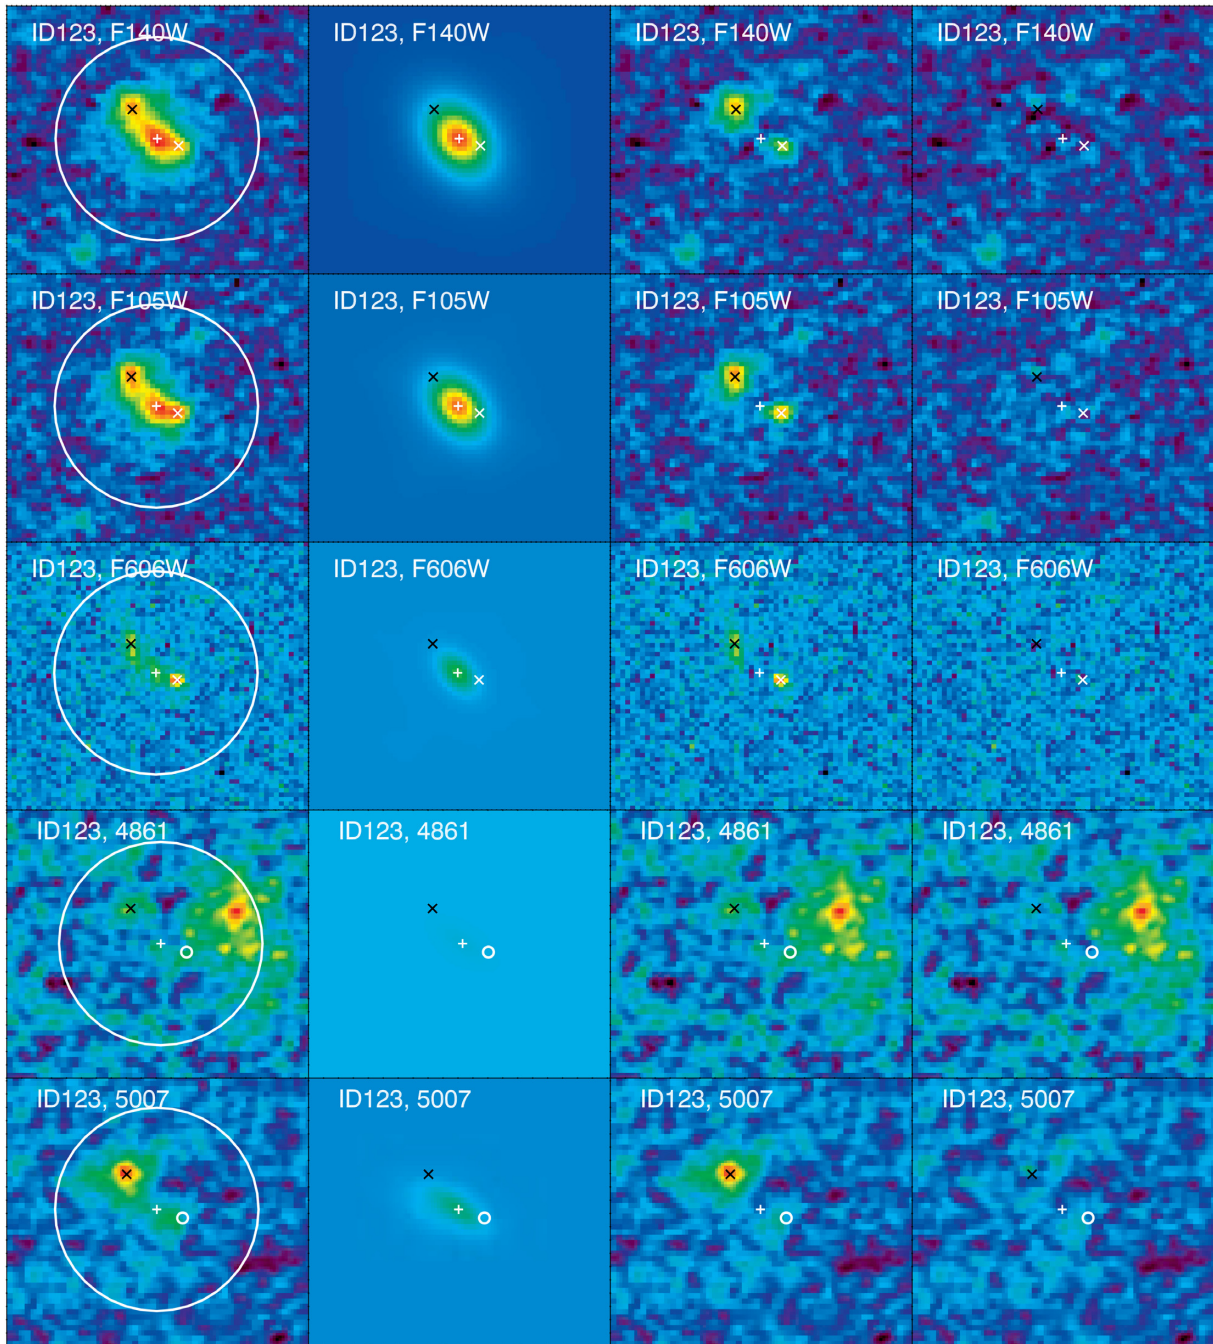 ID123, F140W ID123, F140W ID123, F140W ID123, F140W
ID123, F105W ID123, F105W ID123, F105W ID123, F105W
ID123, F606W ID123, F606W ID123, F606W ID123, F606W
ID123, 4861 ID123, 4861 ID123, 4861 ID123, 4861
ID123, 5007 ID123, 5007 ID123, 5007 ID123, 5007